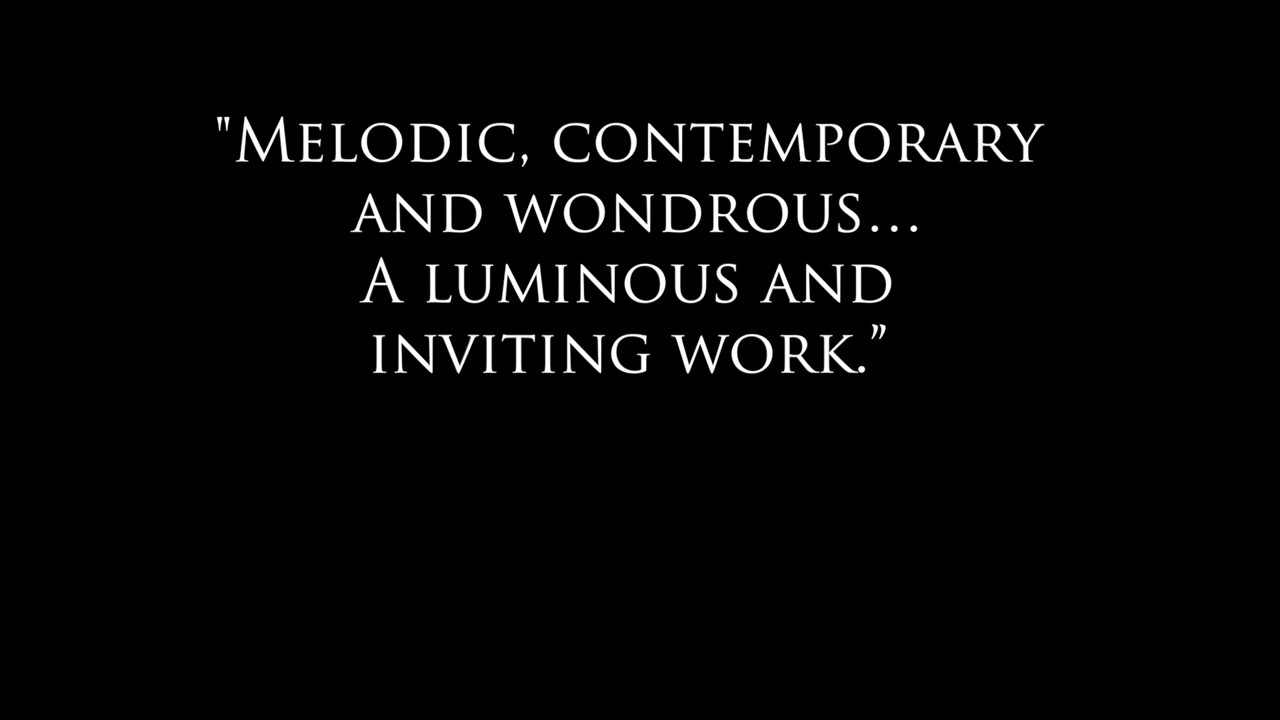 "Melodic, contemporary
and wondrous…
A luminous and
inviting work.”